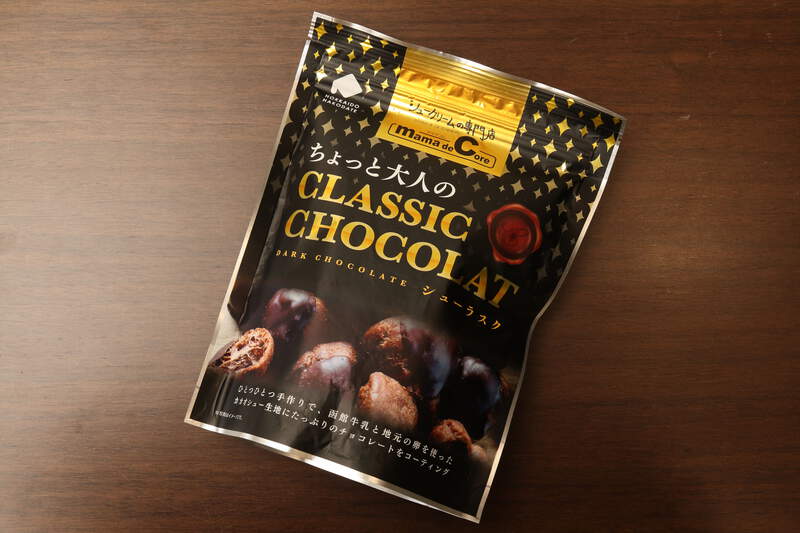 HOKKAIDO
HAKODATE
シュークリームの専門店
mama de Core
ちょっと大人の
CLASSIC
CHOCOLAT
DARK CHOCOLATE シューラスク
ひとつひとつ手作りで、函館牛乳と地元の卵を使った
カカオシュー生地にたっぷりのチョコレートをコーティング